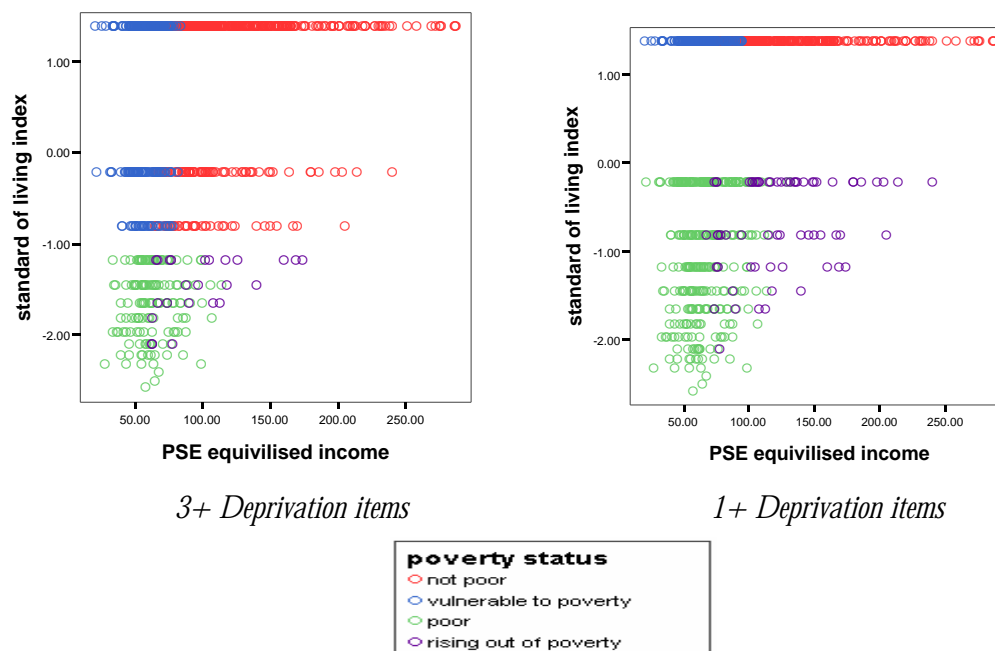 standard of living index
1.00
0.00
-1.00
-2.00
50.00 100.00 150.00 200.00 250.00
PSE equivilised income
3+ Deprivation items
standard of living index
1.00
0.00
-1.00
-2.00
50.00 100.00 150.00 200.00 250.00
PSE equivilised income
1+ Deprivation items
poverty status
not poor
vulnerable to poverty
poor
rising out of poverty